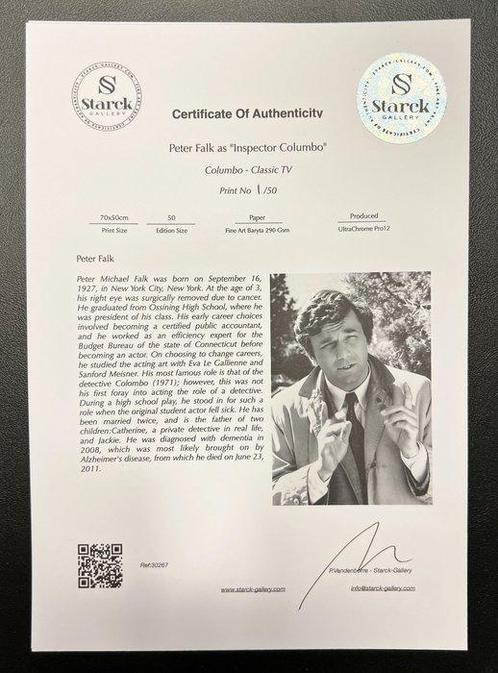 Starck
GALLERY
Starck
GALLERY
Certificate Of Authenticity
Peter Falk as "Inspector Columbo"
Columbo - Classic TV
Print No 1/50
70x50cm
50
Paper
Produced
Print Size
Edition Size
Fine Art Baryta 290 Gsm
UltraChrome Pro12
Peter Falk
Peter Michael Falk was born on September 16,
1927, in New York City, New York. At the age of 3,
his right eye was surgically removed due to cancer.
He graduated from Ossining High School, where he
was president of his class. His early career choices
involved becoming a certified public accountant,
and he worked as an efficiency expert for the
Budget Bureau of the state of Connecticut before
becoming an actor. On choosing to change careers,
he studied the acting art with Eva Le Gallienne and
Sanford Meisner. His most famous role is that of the
detective Colombo (1971); however, this was not
his first foray into acting the role of a detective.
During a high school play, he stood in for such a
role when the original student actor fell sick. He has
been married twice, and is the father of two
children:Catherine, a private detective in real life,
and Jackie. He was diagnosed with dementia in
2008, which was most likely brought on by
Alzheimer's disease, from which he died on June 23,
2011.
Ref:30267
P.Vandenborre - Starck-Gallery
www.starck-gallery.com
info@starck-gallery.com